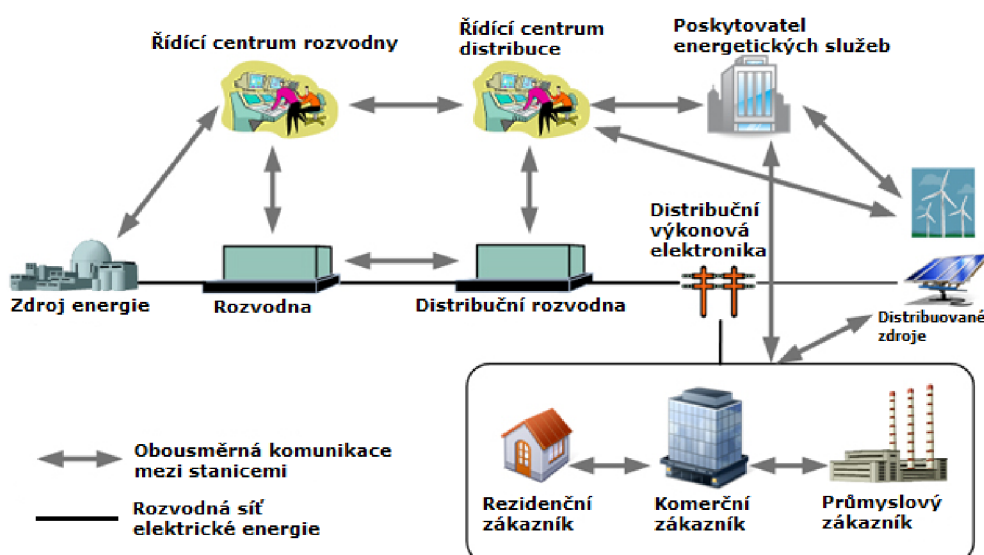 Řídící centrum rozvodny
Řídící centrum
distribuce
Poskytovatel
energetických služeb
Distribuční
výkonová
elektronika
Zdroj energie
Rozvodna
Distribuční rozvodna
Distribuované
zdroje
Obousměrná komunikace
mezi stanicemi
Rozvodná síť
elektrické energie
Rezidenční
zákazník
Komerční
zákazník
Průmyslový
zákazník